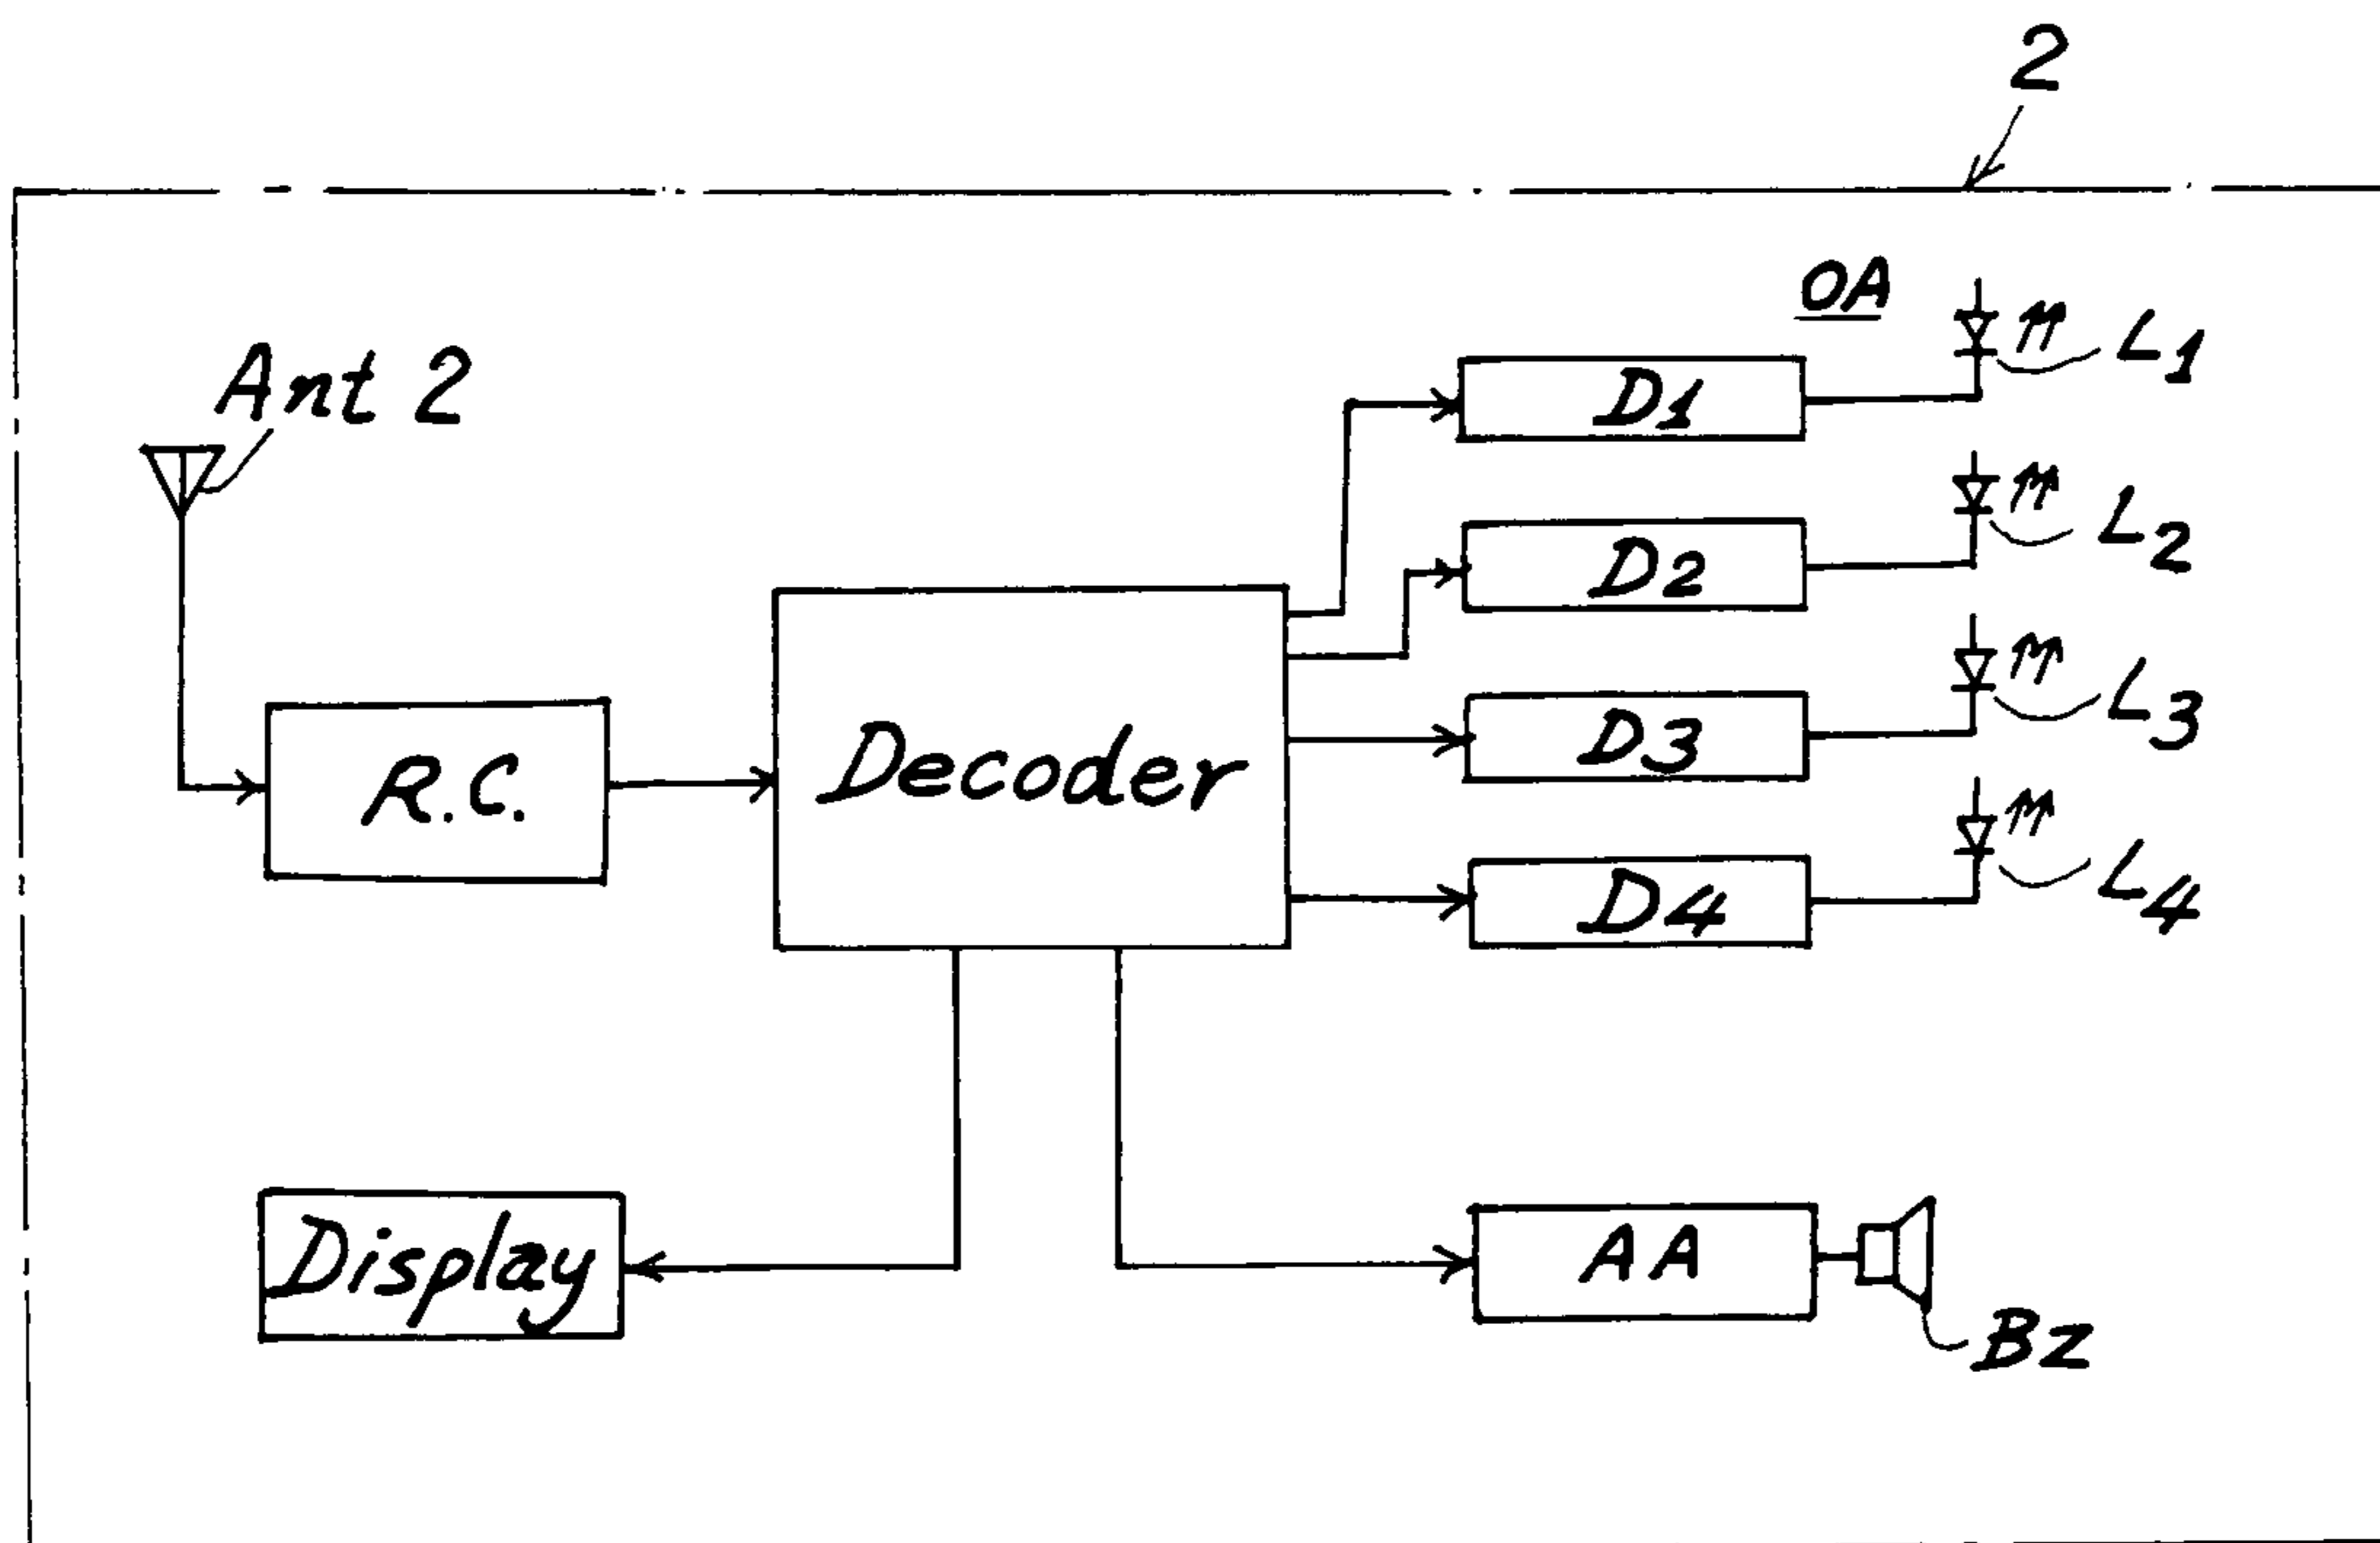 2
OA
L1
Ant 2
D1
L2
D2
L3
D3
R.C.
Decoder
L4
D4
Display
AA
Bz